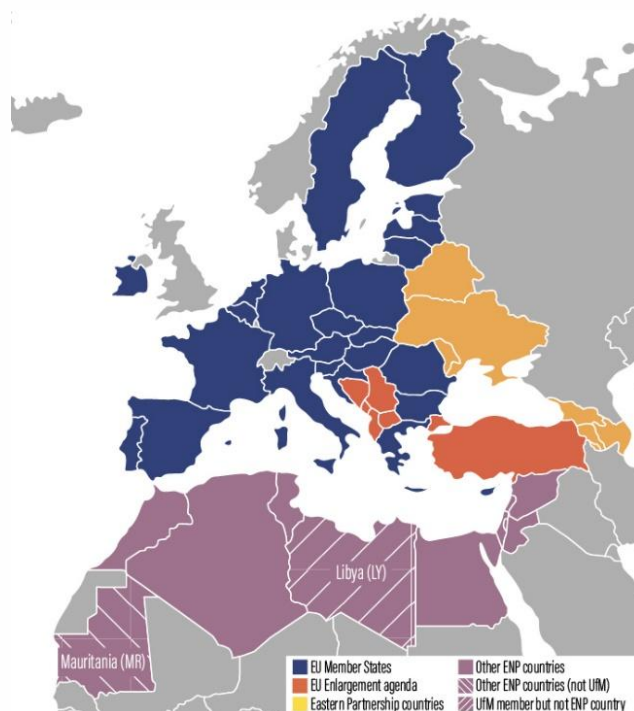 Libya (LY)
Mauritania (MR)
EU Member States
EU Enlargement agenda
Eastern Partnership countries
Other ENP countries
Other ENP countries (not UfM)
UfM member but not ENP country